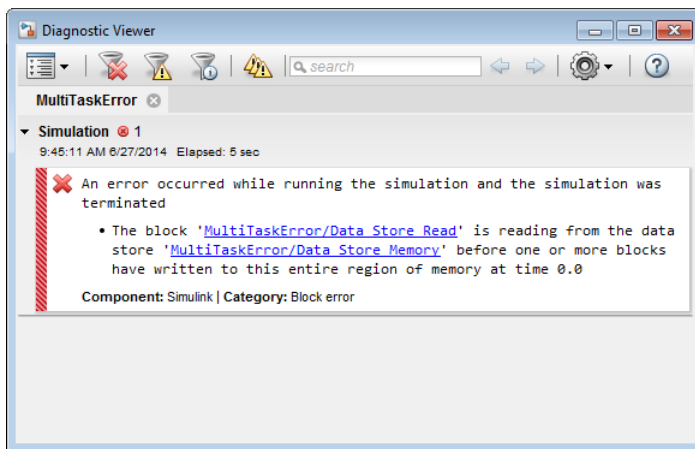 Diagnostic Viewer
search
MultiTaskError
Simulation 1
9:45:11 AM 6/27/2014 Elapsed: 5 sec
An error occurred while running the simulation and the simulation was
terminated
• The block 'MultiTaskError/Data Store Read' is reading from the data
store 'MultiTaskError/Data Store Memory' before one or more blocks
have written to this entire region of memory at time 0.0
Component: Simulink | Category: Block error